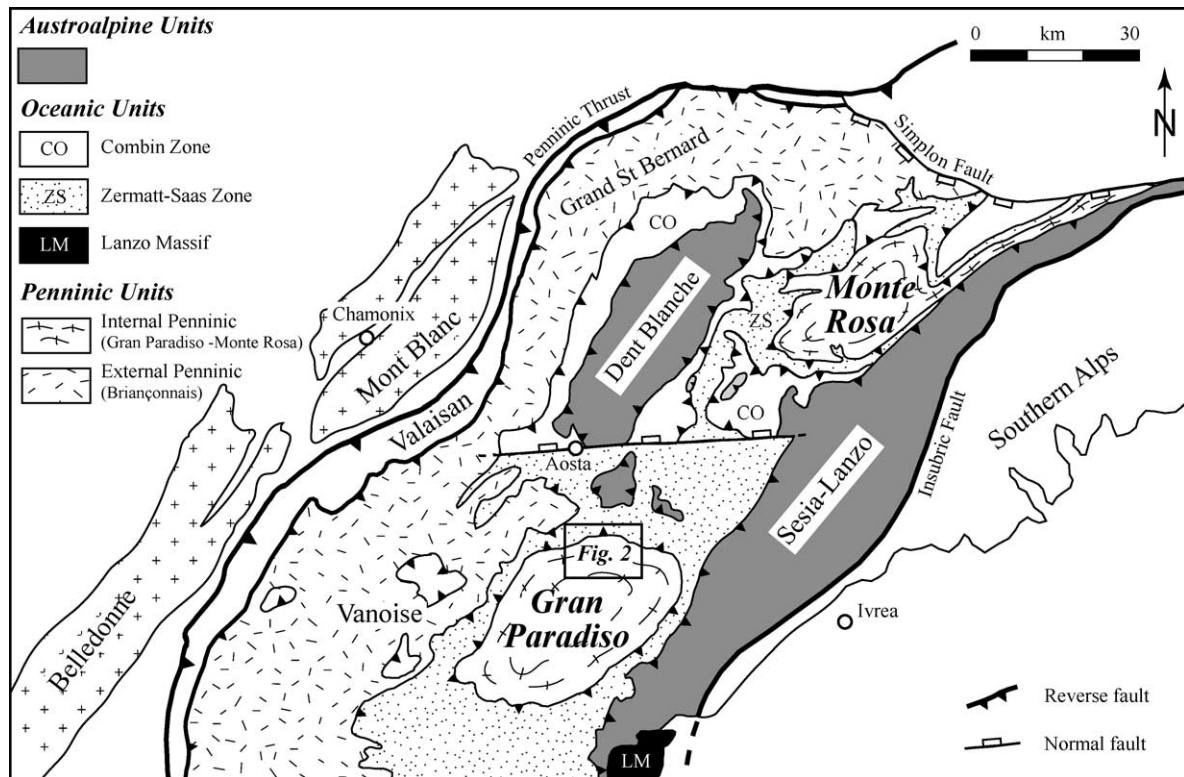 Austroalpine Units
Oceanic Units
CO Combin Zone
ZS Zermatt-Saas Zone
LM Lanzo Massif
Penninic Units
Internal Penninic
(Gran Paradiso -Monte Rosa)
External Penninic
(Briançonnais)
0 km 30
N
Penninic Thrust
Simplon Fault
Grand St Bernard
CO
Dent Blanche
ZS
Monte
Rosa
Chamonix
Mont Blanc
Valaisan
CO
Southern Alps
Insubric Fault
Aosta
Sesia-Lanzo
Fig. 2
Gran
Paradiso
Vanoise
Ivrea
Belledonne
LM
Reverse fault
Normal fault